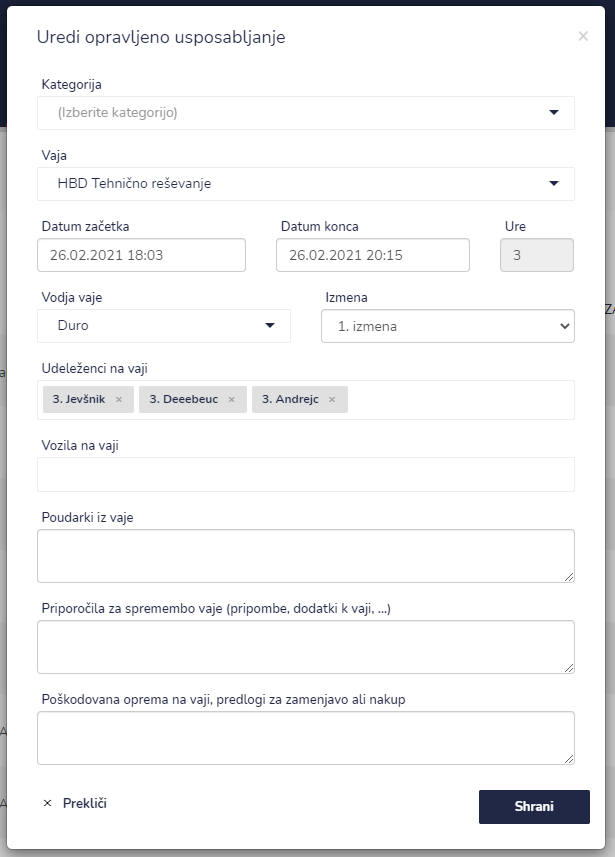 Uredi opravljeno usposabljanje
×
Kategorija
(Izberite kategorijo)
Vaja
HBD Tehnično reševanje
Datum začetka Datum konca Ure
26.02.2021 18:03 26.02.2021 20:15 3
Vodja vaje Izmena
Duro 1. izmena
Udeleženci na vaji
3. Jevšnik × 3. Deeebeuc × 3. Andrejc ×
Vozila na vaji
Poudarki iz vaje
Priporočila za spremembo vaje (pripombe, dodatki k vaji, ...)
Poškodovana oprema na vaji, predlogi za zamenjavo ali nakup
× Prekliči Shrani